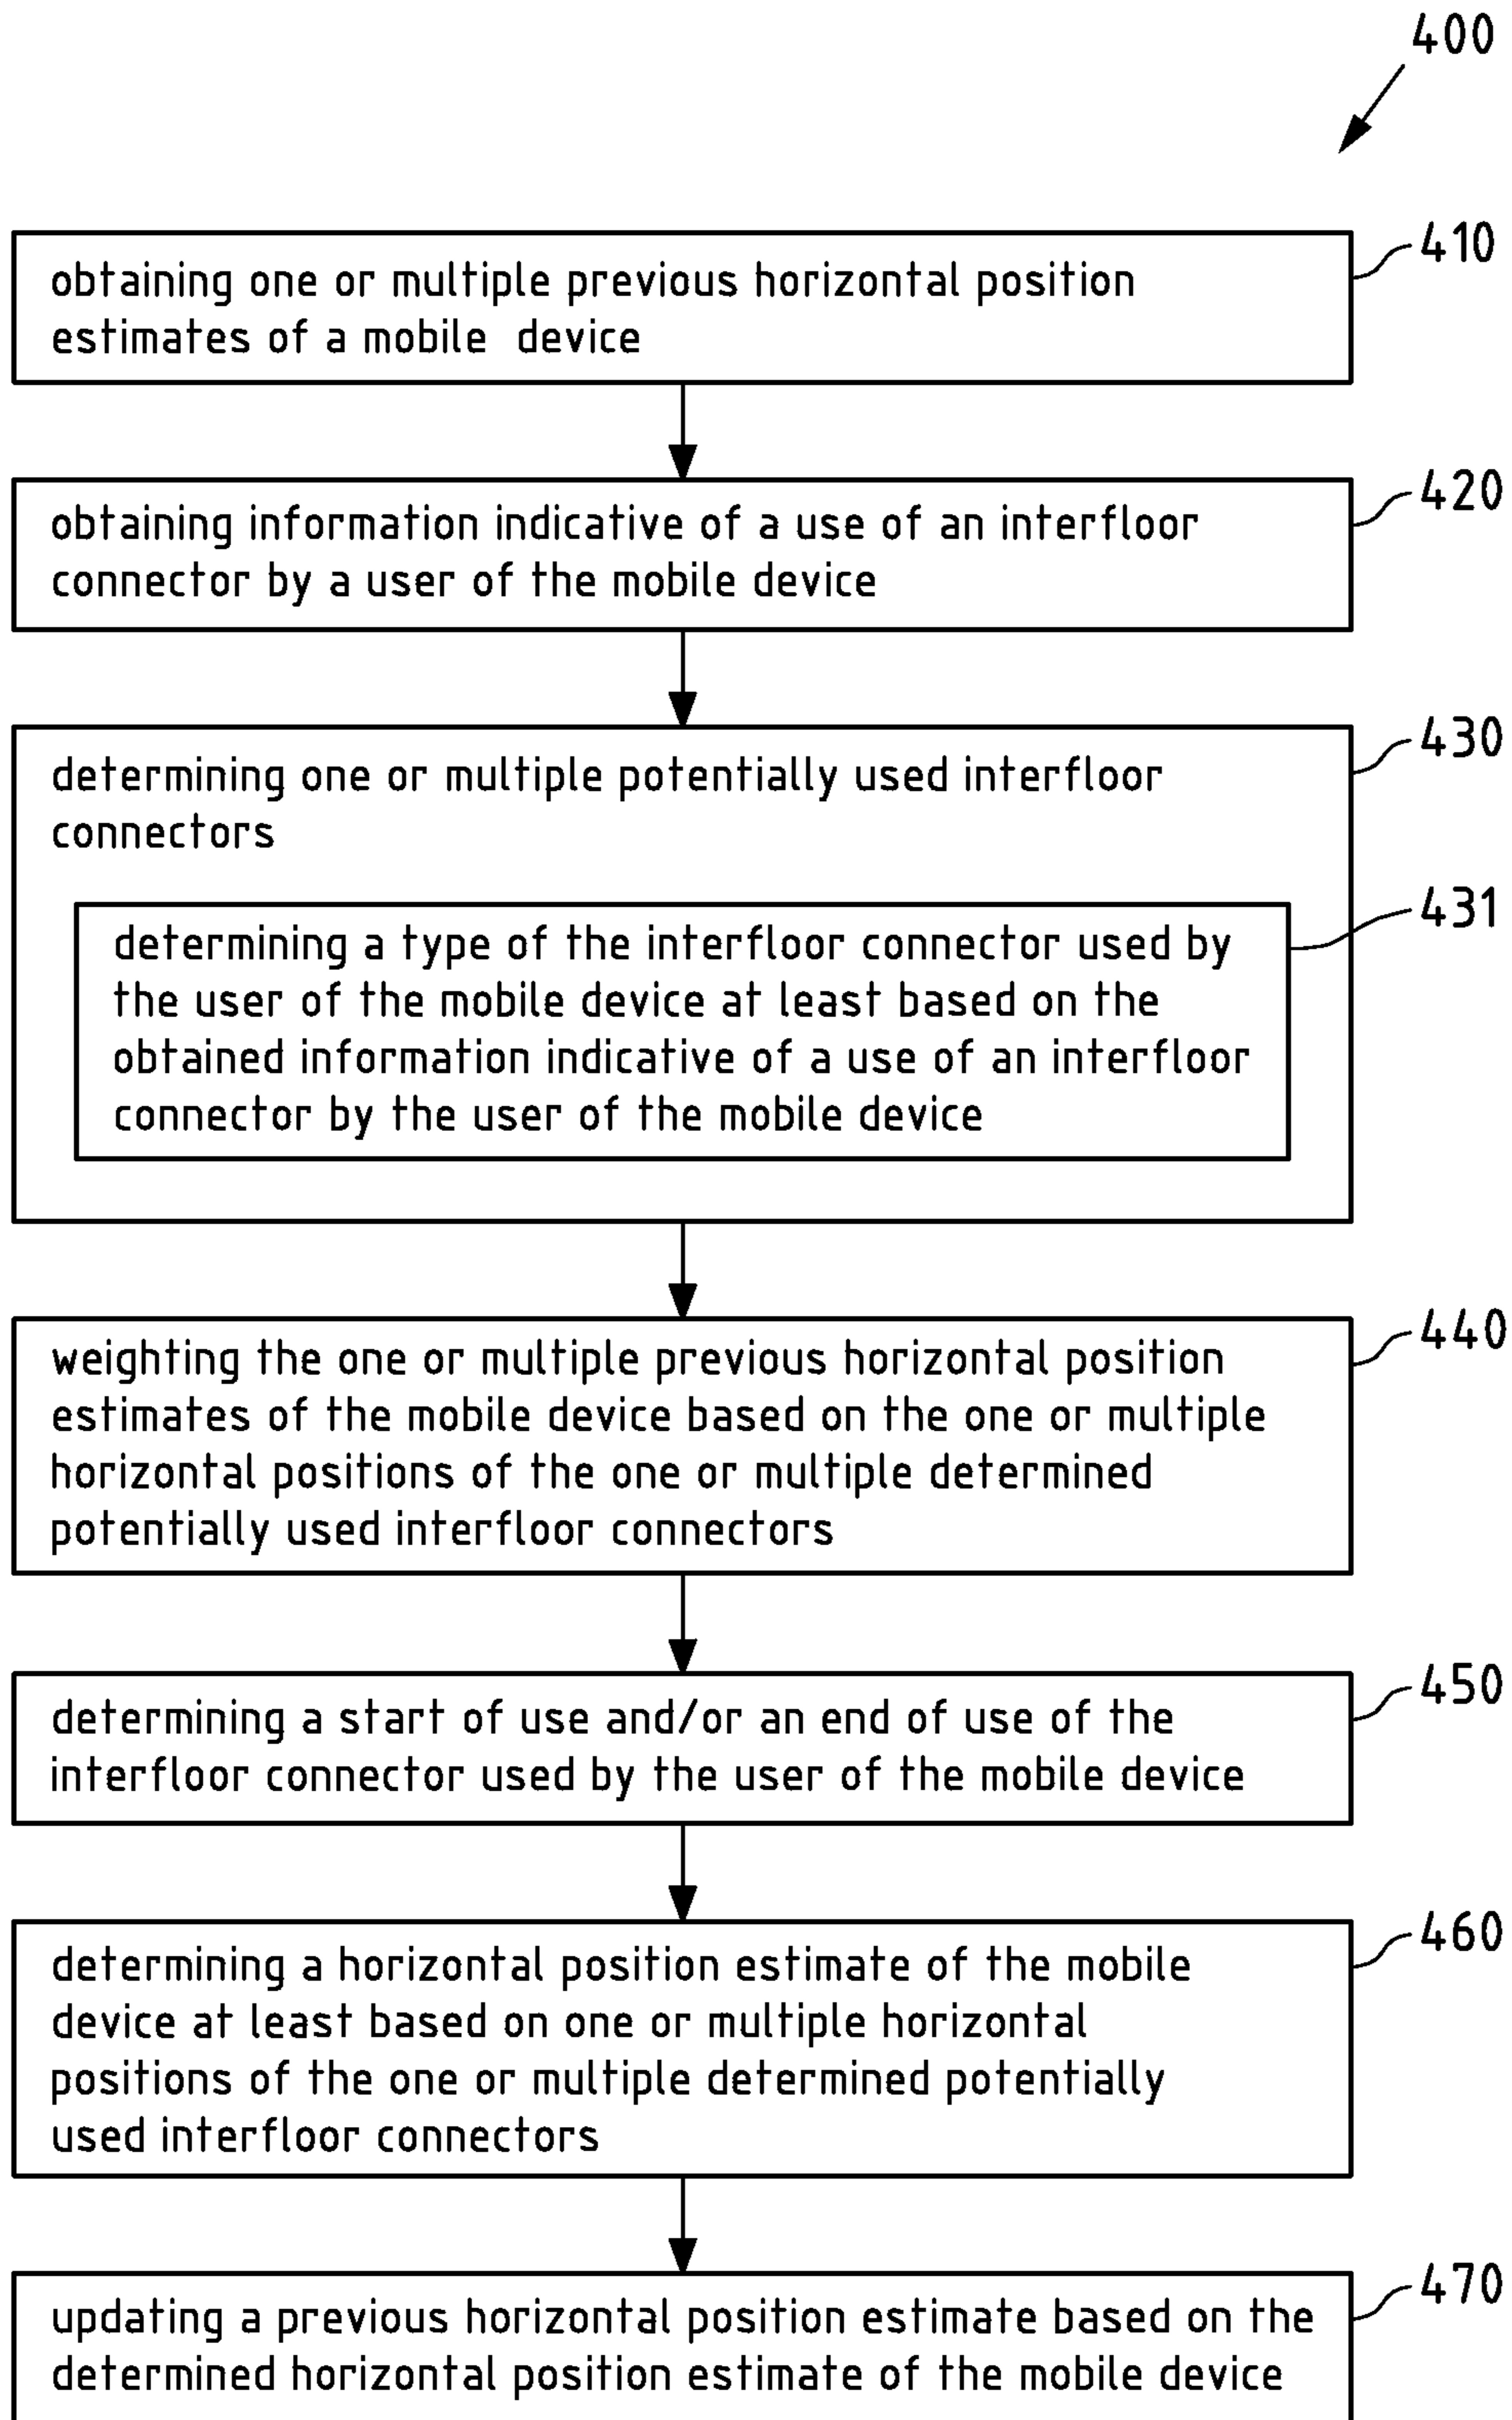 400
410
obtaining one or multiple previous horizontal position
estimates of a mobile device
420
obtaining information indicative of a use of an interfloor
connector by a user of the mobile device
430
determining one or multiple potentially used interfloor
connectors
431
determining a type of the interfloor connector used by
the user of the mobile device at least based on the
obtained information indicative of a use of an interfloor
connector by the user of the mobile device
440
weighting the one or multiple previous horizontal position
estimates of the mobile device based on the one or multiple
horizontal positions of the one or multiple determined
potentially used interfloor connectors
450
determining a start of use and/or an end of use of the
interfloor connector used by the user of the mobile device
460
determining a horizontal position estimate of the mobile
device at least based on one or multiple horizontal
positions of the one or multiple determined potentially
used interfloor connectors
470
updating a previous horizontal position estimate based on the
determined horizontal position estimate of the mobile device